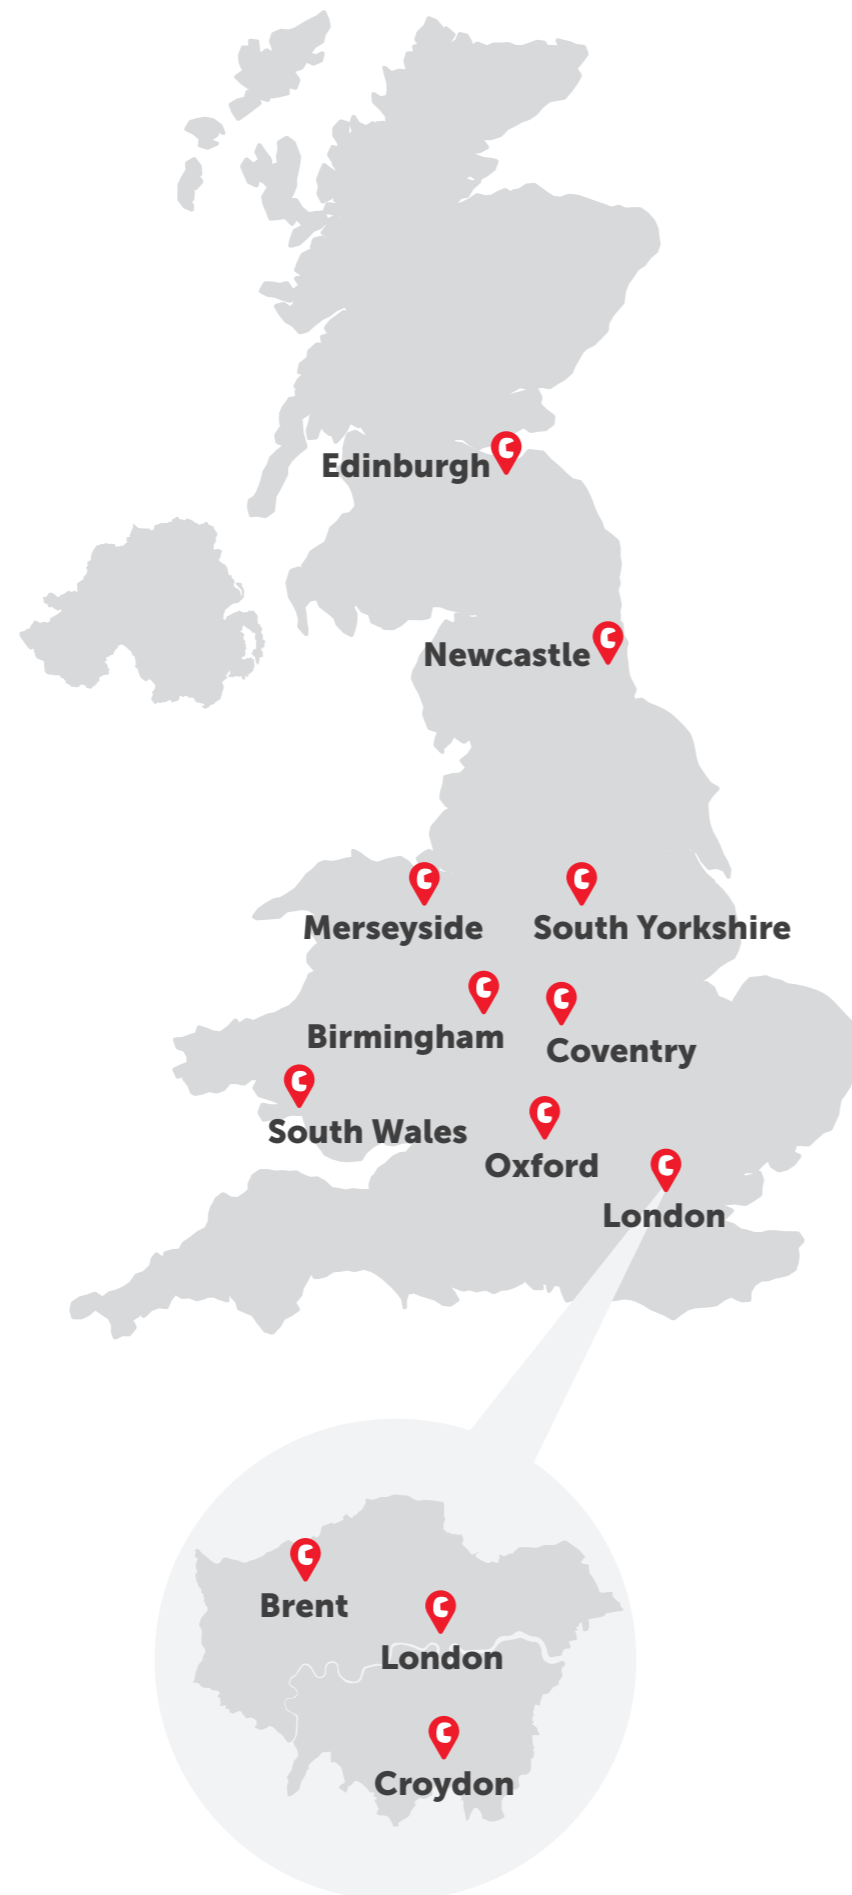 Edinburgh
Newcastle
Merseyside
South Yorkshire
Birmingham
Coventry
South Wales
Oxford
London
Brent
London
Croydon